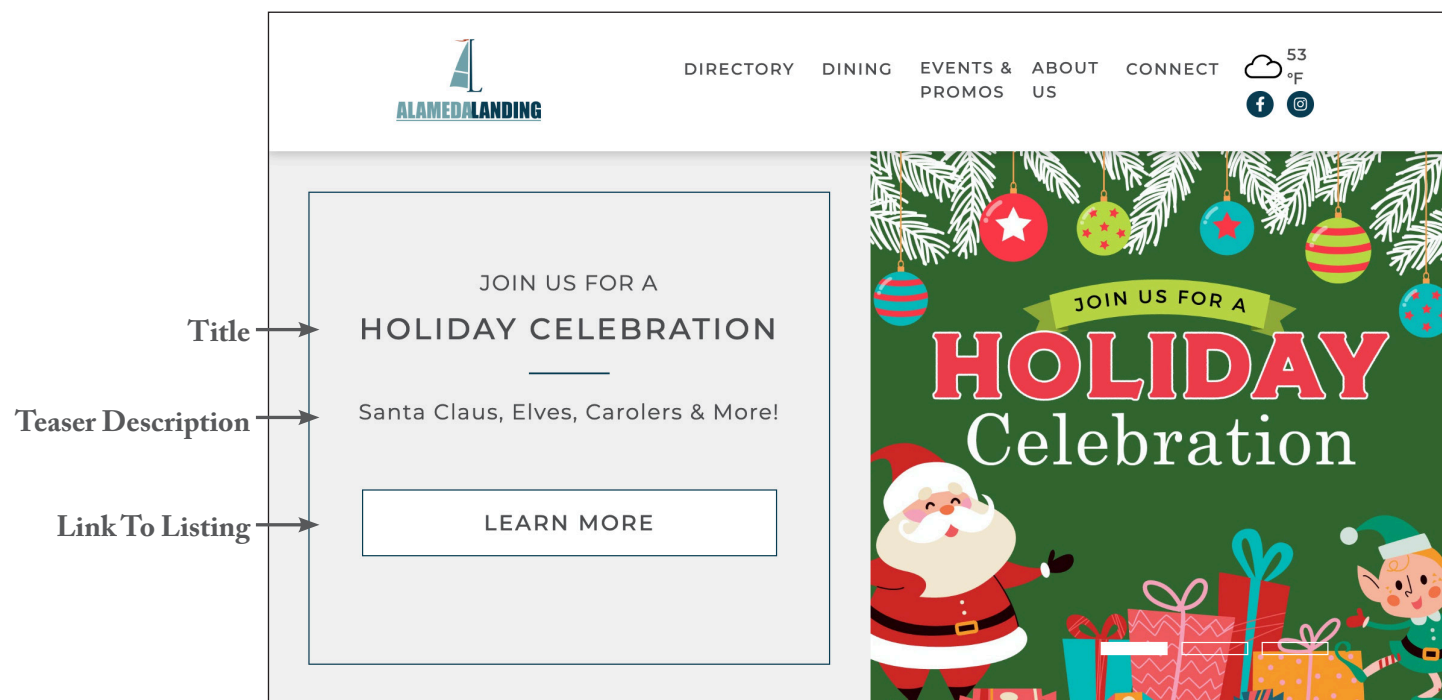 ALAMEDALANDING
DIRECTORY
DINING
EVENTS &
PROMOS
ABOUT
US
CONNECT
53
°F
JOIN US FOR A
Title
HOLIDAY CELEBRATION
Teaser Description
Santa Claus, Elves, Carolers & More!
Link To Listing
LEARN MORE
JOIN US FOR A
HOLIDAY
Celebration